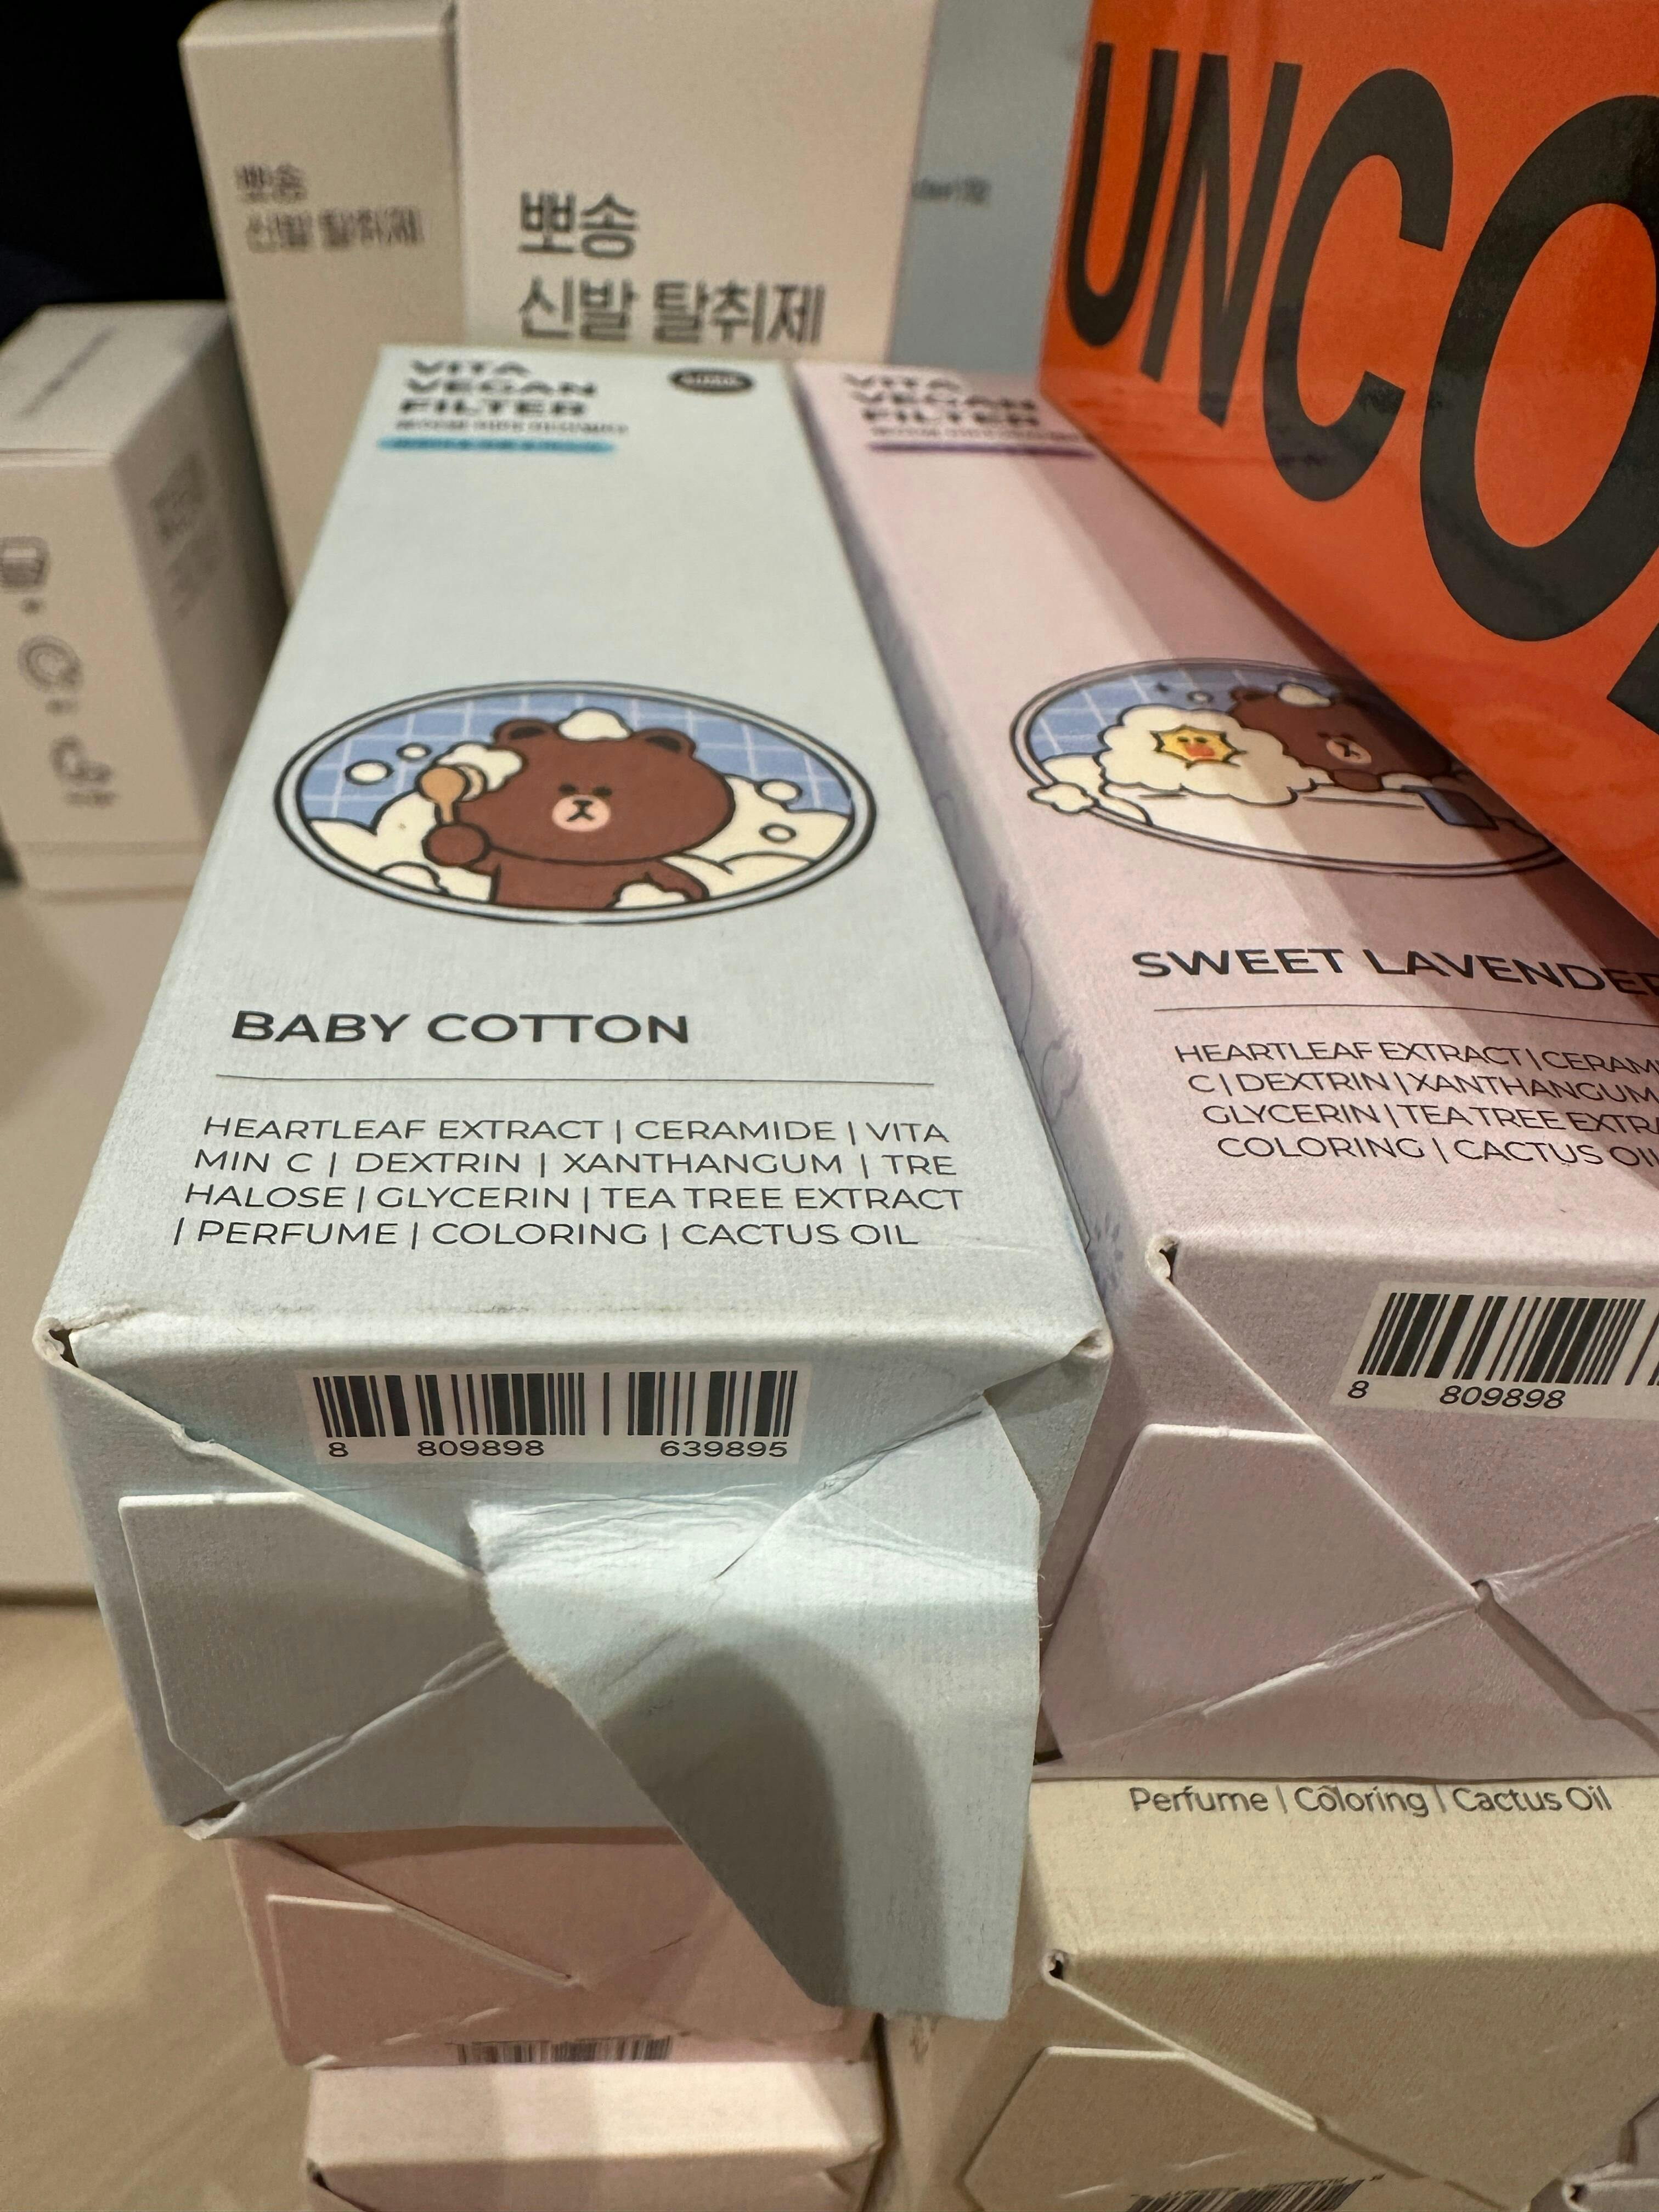 뽀송
신발 탈취제
뽀송
신발 탈취제
UNCO
VITA
VEGAN
FILTER
VITA
VEGAN
FILTER
BABY COTTON
HEARTLEAF EXTRACT | CERAMIDE | VITA
MIN C | DEXTRIN | XANTHANGUM | TRE
HALOSE | GLYCERIN | TEA TREE EXTRACT
| PERFUME | COLORING | CACTUS OIL
8 809898 639895
SWEET LAVENDER
HEARTLEAF EXTRACT | CERAMI
C | DEXTRIN | XANTHANGUM
GLYCERIN | TEA TREE EXTRA
COLORING | CACTUS OIL
8 809898
Perfume | Coloring | Cactus Oil